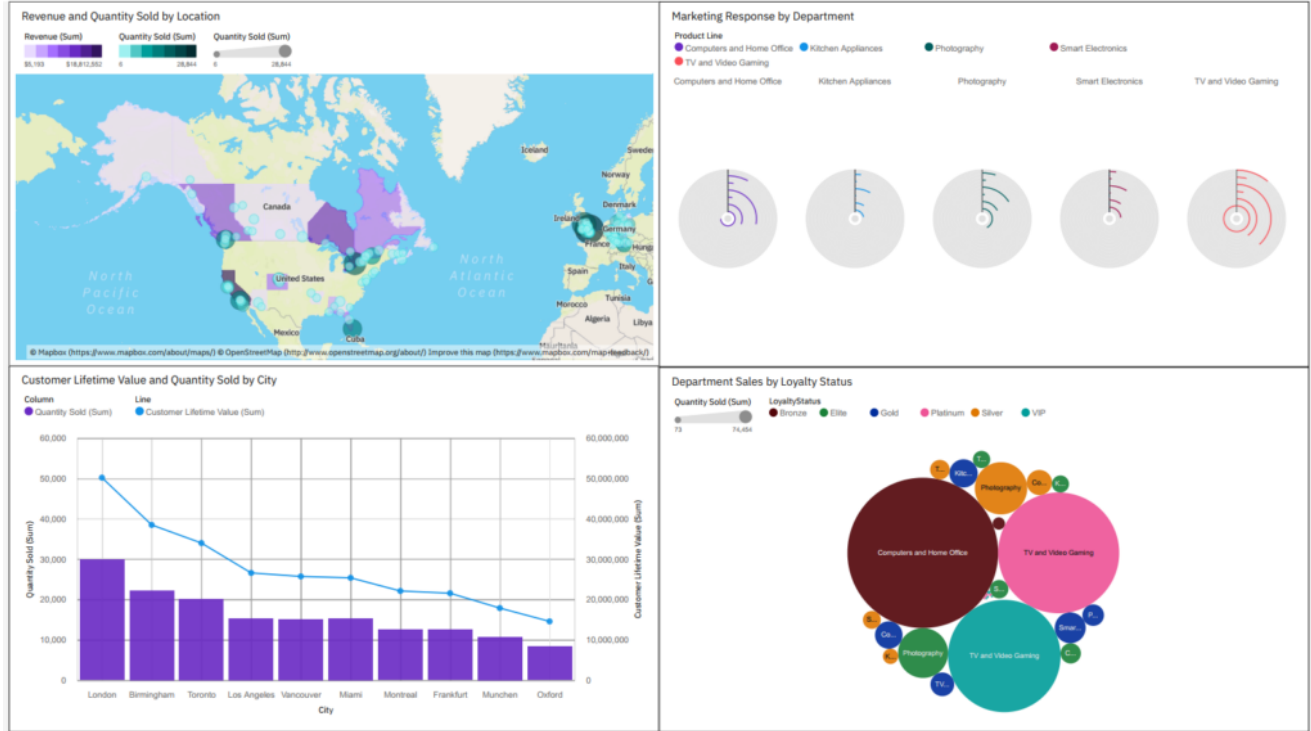 Revenue and Quantity Sold by Location
Revenue (Sum) Quantity Sold (Sum) Quantity Sold (Sum)
6 28,844 6 28,844
Iceland
Sweden
Norway
Canada
Denmark
Ireland
Germany
France
Hunga
North Atlantic Ocean
North Pacific Ocean
United States
Spain
Italy
G
Morocco
Tunisia
Algeria
Libya
Mexico
Cuba
Mauritania
© Mapbox (https://www.mapbox.com/about/maps/) © OpenStreetMap (http://www.openstreetmap.org/about/) Improve this map (https://www.mapbox.com/map-feedback/)
Marketing Response by Department
Product Line
Computers and Home Office Kitchen Appliances Photography Smart Electronics
TV and Video Gaming
Computers and Home Office Kitchen Appliances Photography Smart Electronics TV and Video Gaming
Customer Lifetime Value and Quantity Sold by City
Column Line
Quantity Sold (Sum) Customer Lifetime Value (Sum)
60,000 60,000,000
50,000 50,000,000
40,000 40,000,000
30,000 30,000,000
20,000 20,000,000
10,000 10,000,000
0 0
Quantity Sold (Sum)
Customer Lifetime Value (Sum)
London Birmingham Toronto Los Angeles Vancouver Miami Montreal Frankfurt Munchen Oxford
City
Department Sales by Loyalty Status
Quantity Sold (Sum) LoyaltyStatus
Bronze Elite Gold Platinum Silver VIP
73 74,454
T...
T...
Kitc...
Photography
Co...
K...
Computers and Home Office
TV and Video Gaming
S...
S...
P...
Co...
Smar...
K...
Photography
TV and Video Gaming
C...
TV...